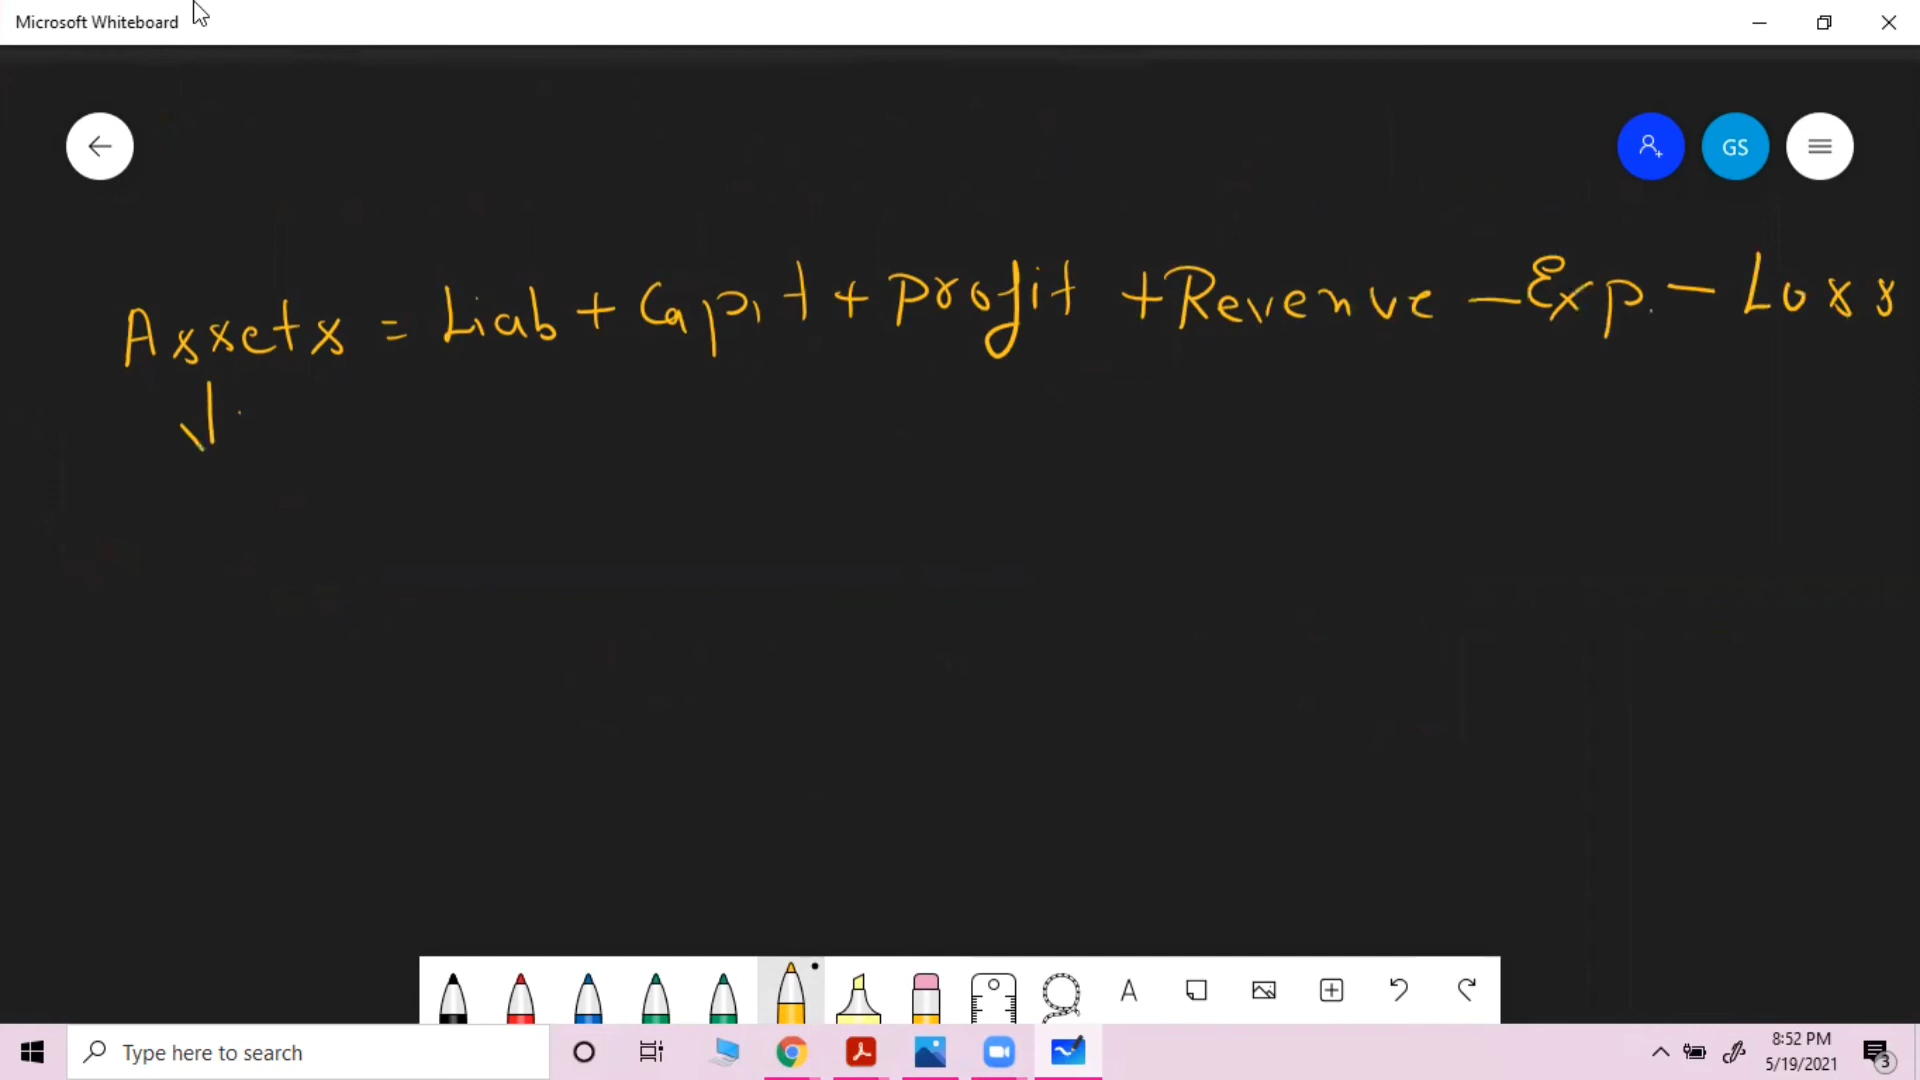 Microsoft Whiteboard
GS
Assets = Liab + Capit + Profit + Revenue - Exp. - Loss
A
Type here to search
8:52 PM
5/19/2021
3